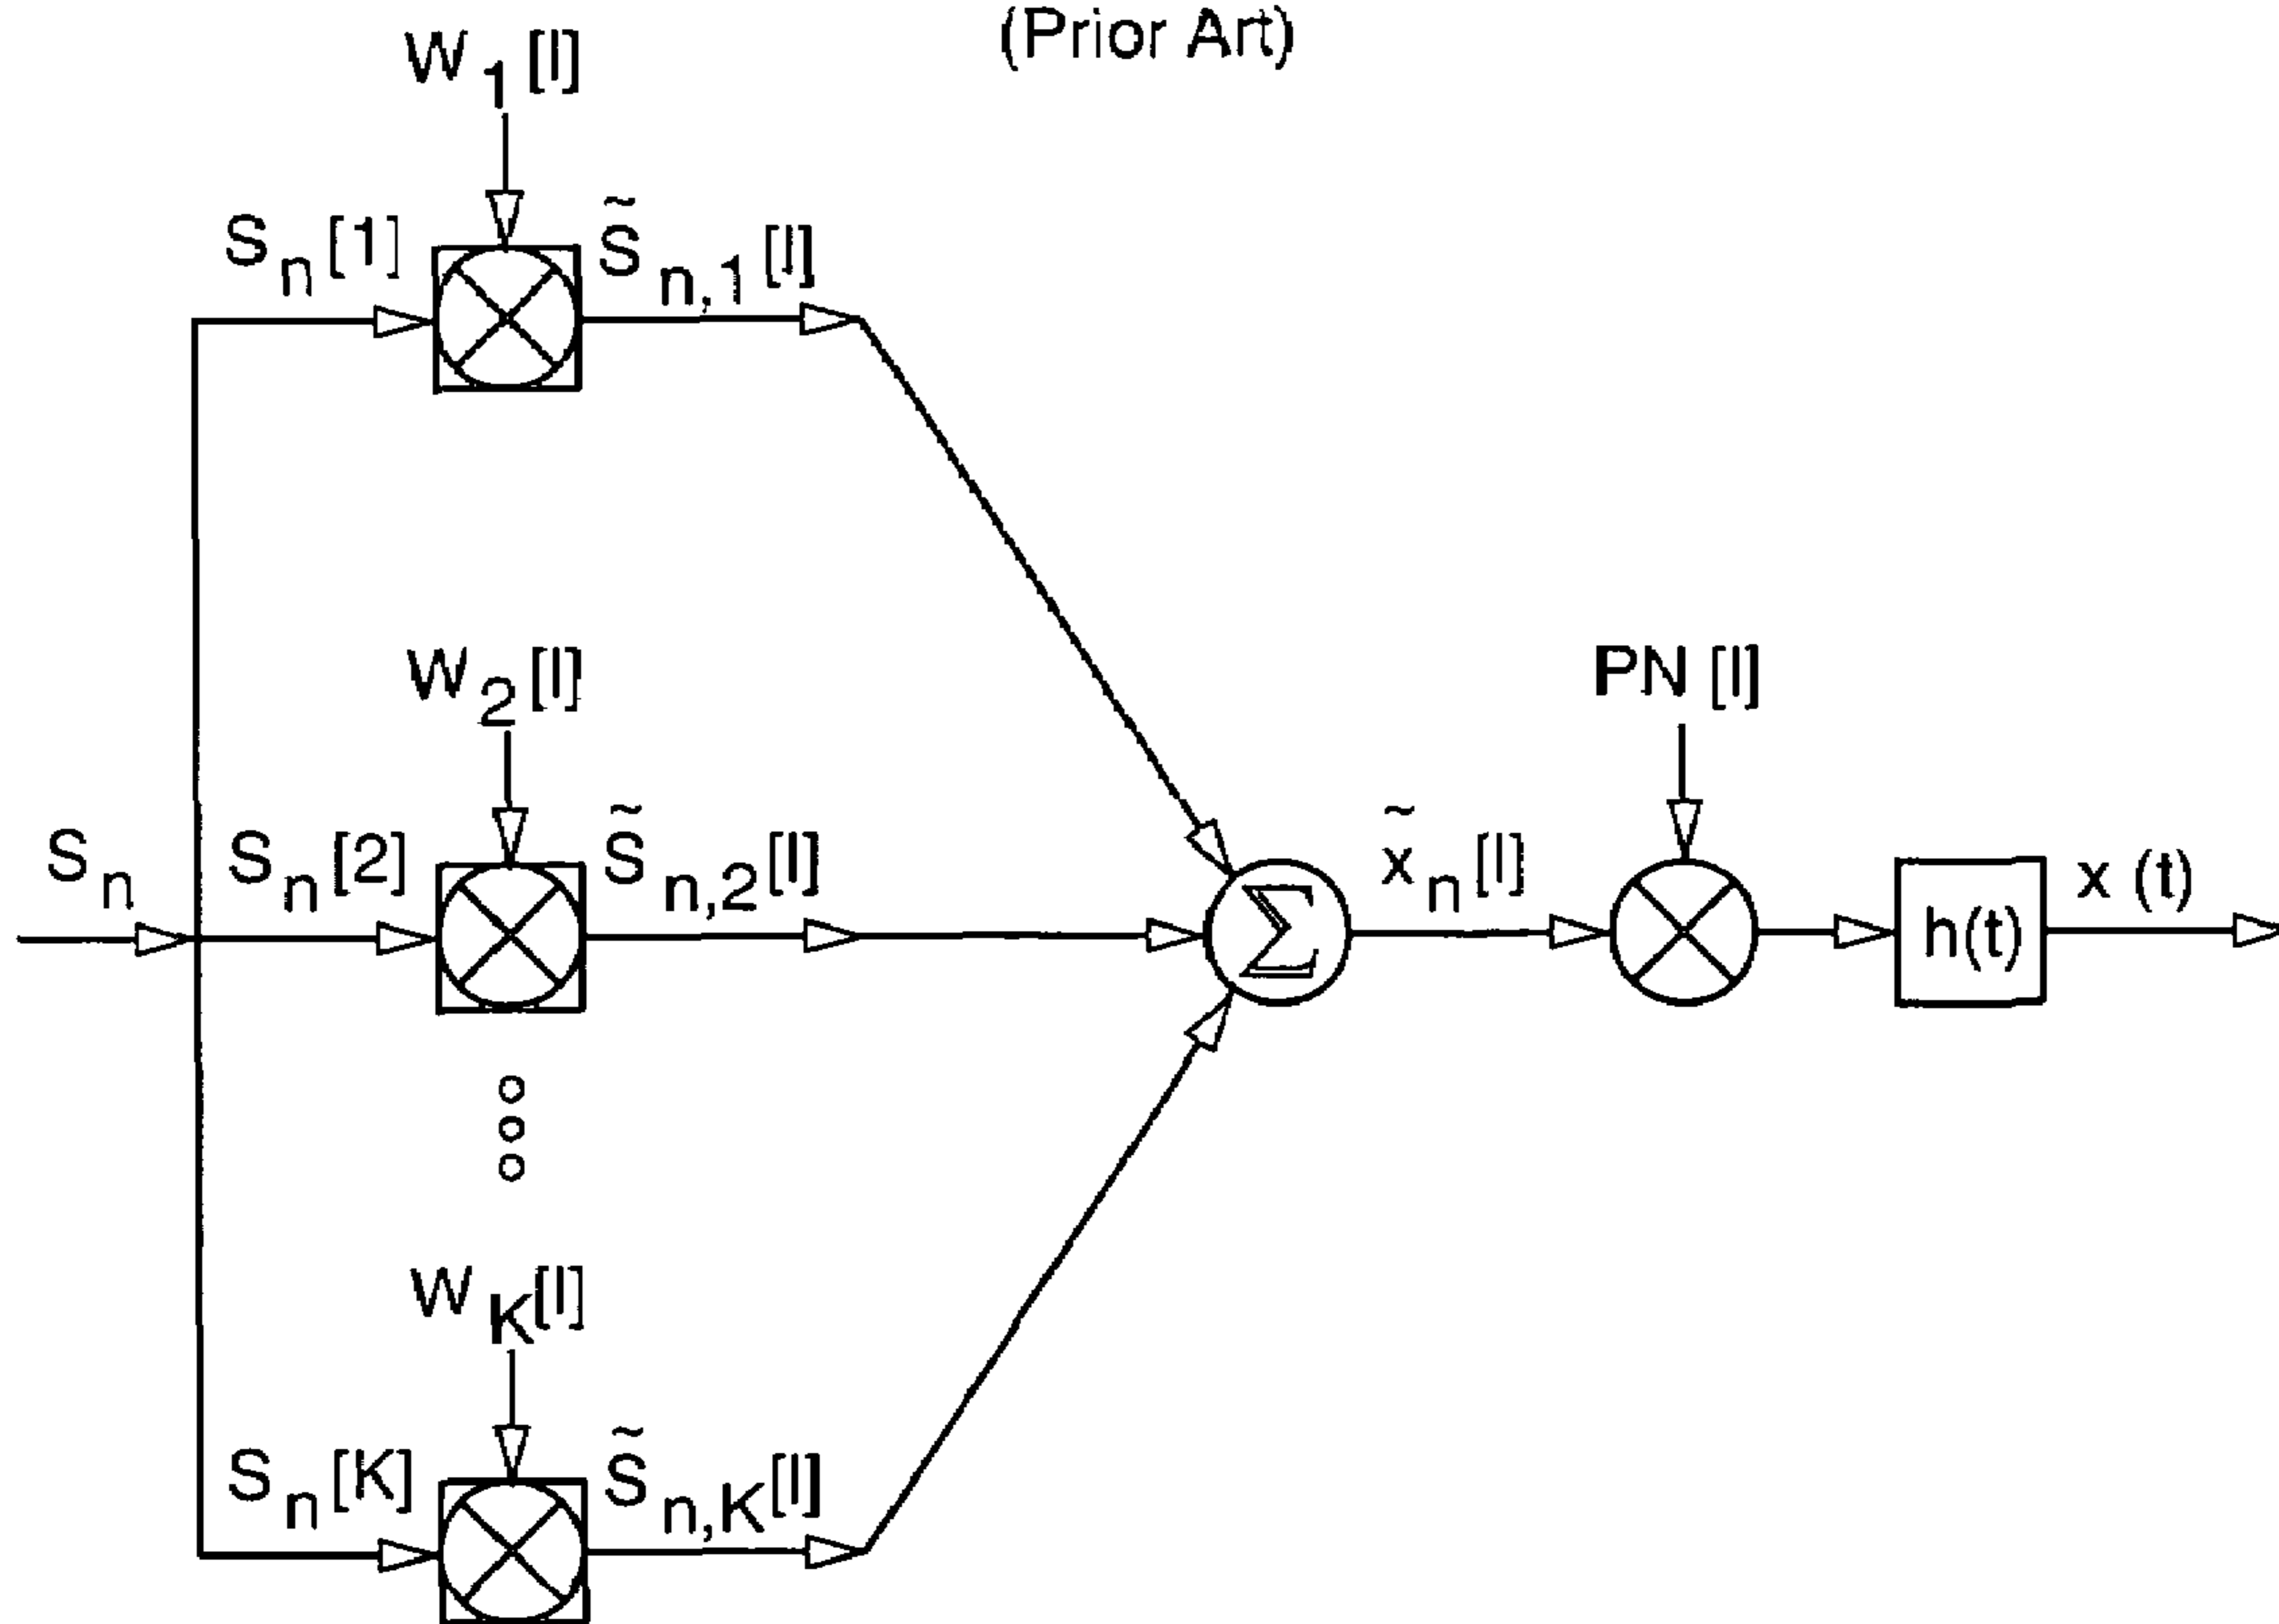 (Prior Art)
W1[l]
Sn[1]
S̃n,1[l]
W2[l]
PN[l]
Sn
Sn[2]
S̃n,2[l]
Σ
x̃n[l]
h(t)
x(t)
WK[l]
Sn[K]
S̃n,K[l]